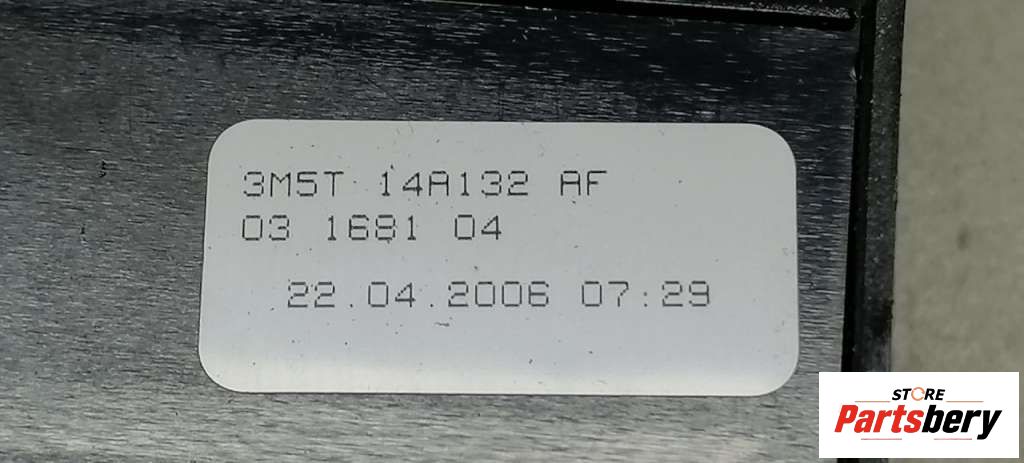 3M5T 14A132 AF
03 1681 04
22.04.2006 07:29
STORE
Partsbery